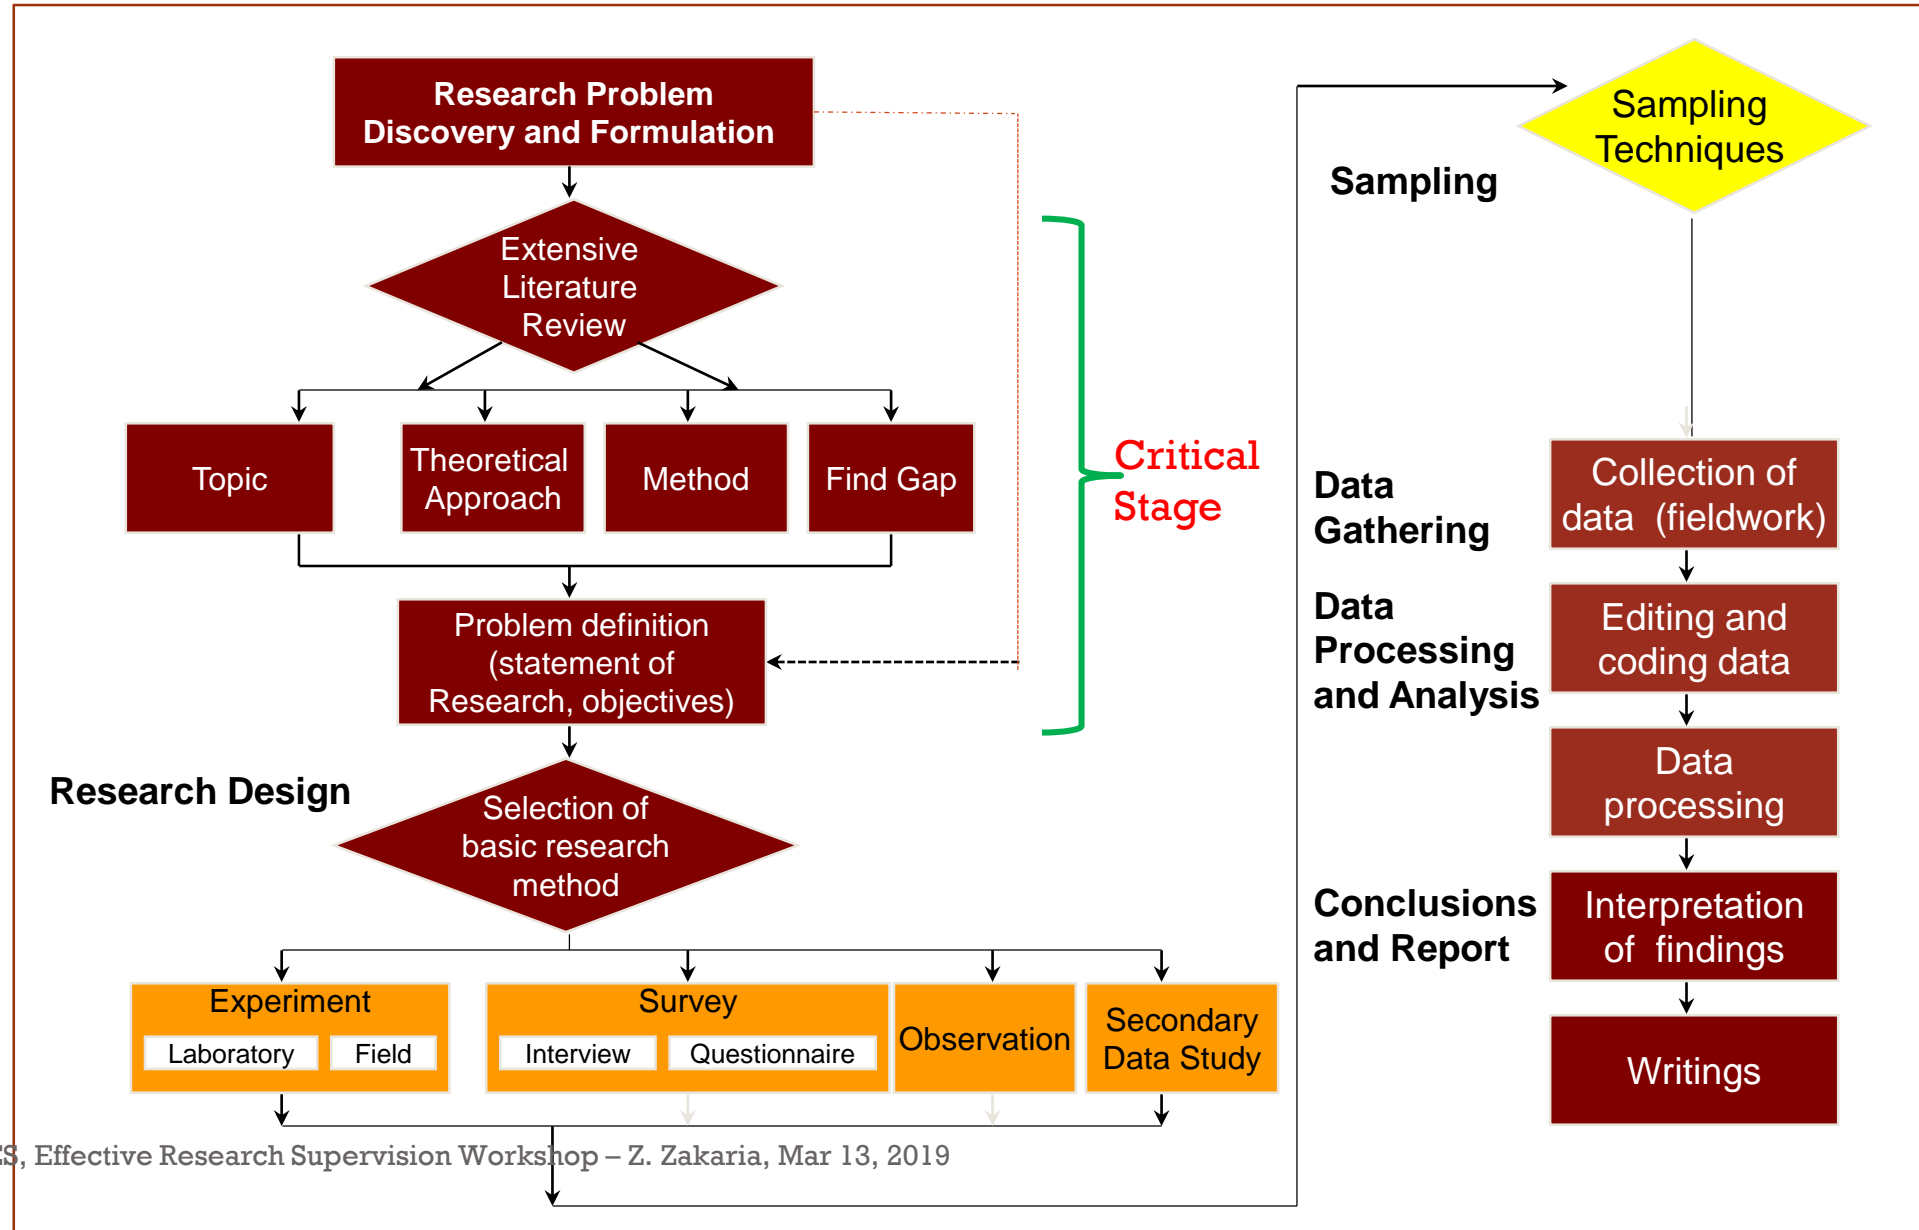 Research Problem
Discovery and Formulation
Extensive
Literature
Review
Topic
Theoretical
Approach
Method
Find Gap
Critical
Stage
Problem definition
(statement of
Research, objectives)
Research Design
Selection of
basic research
method
Experiment
Laboratory
Field
Survey
Interview
Questionnaire
Observation
Secondary
Data Study
Sampling
Sampling
Techniques
Data
Gathering
Collection of
data (fieldwork)
Data
Processing
and Analysis
Editing and
coding data
Data
processing
Conclusions
and Report
Interpretation
of findings
Writings
, Effective Research Supervision Workshop – Z. Zakaria, Mar 13, 2019